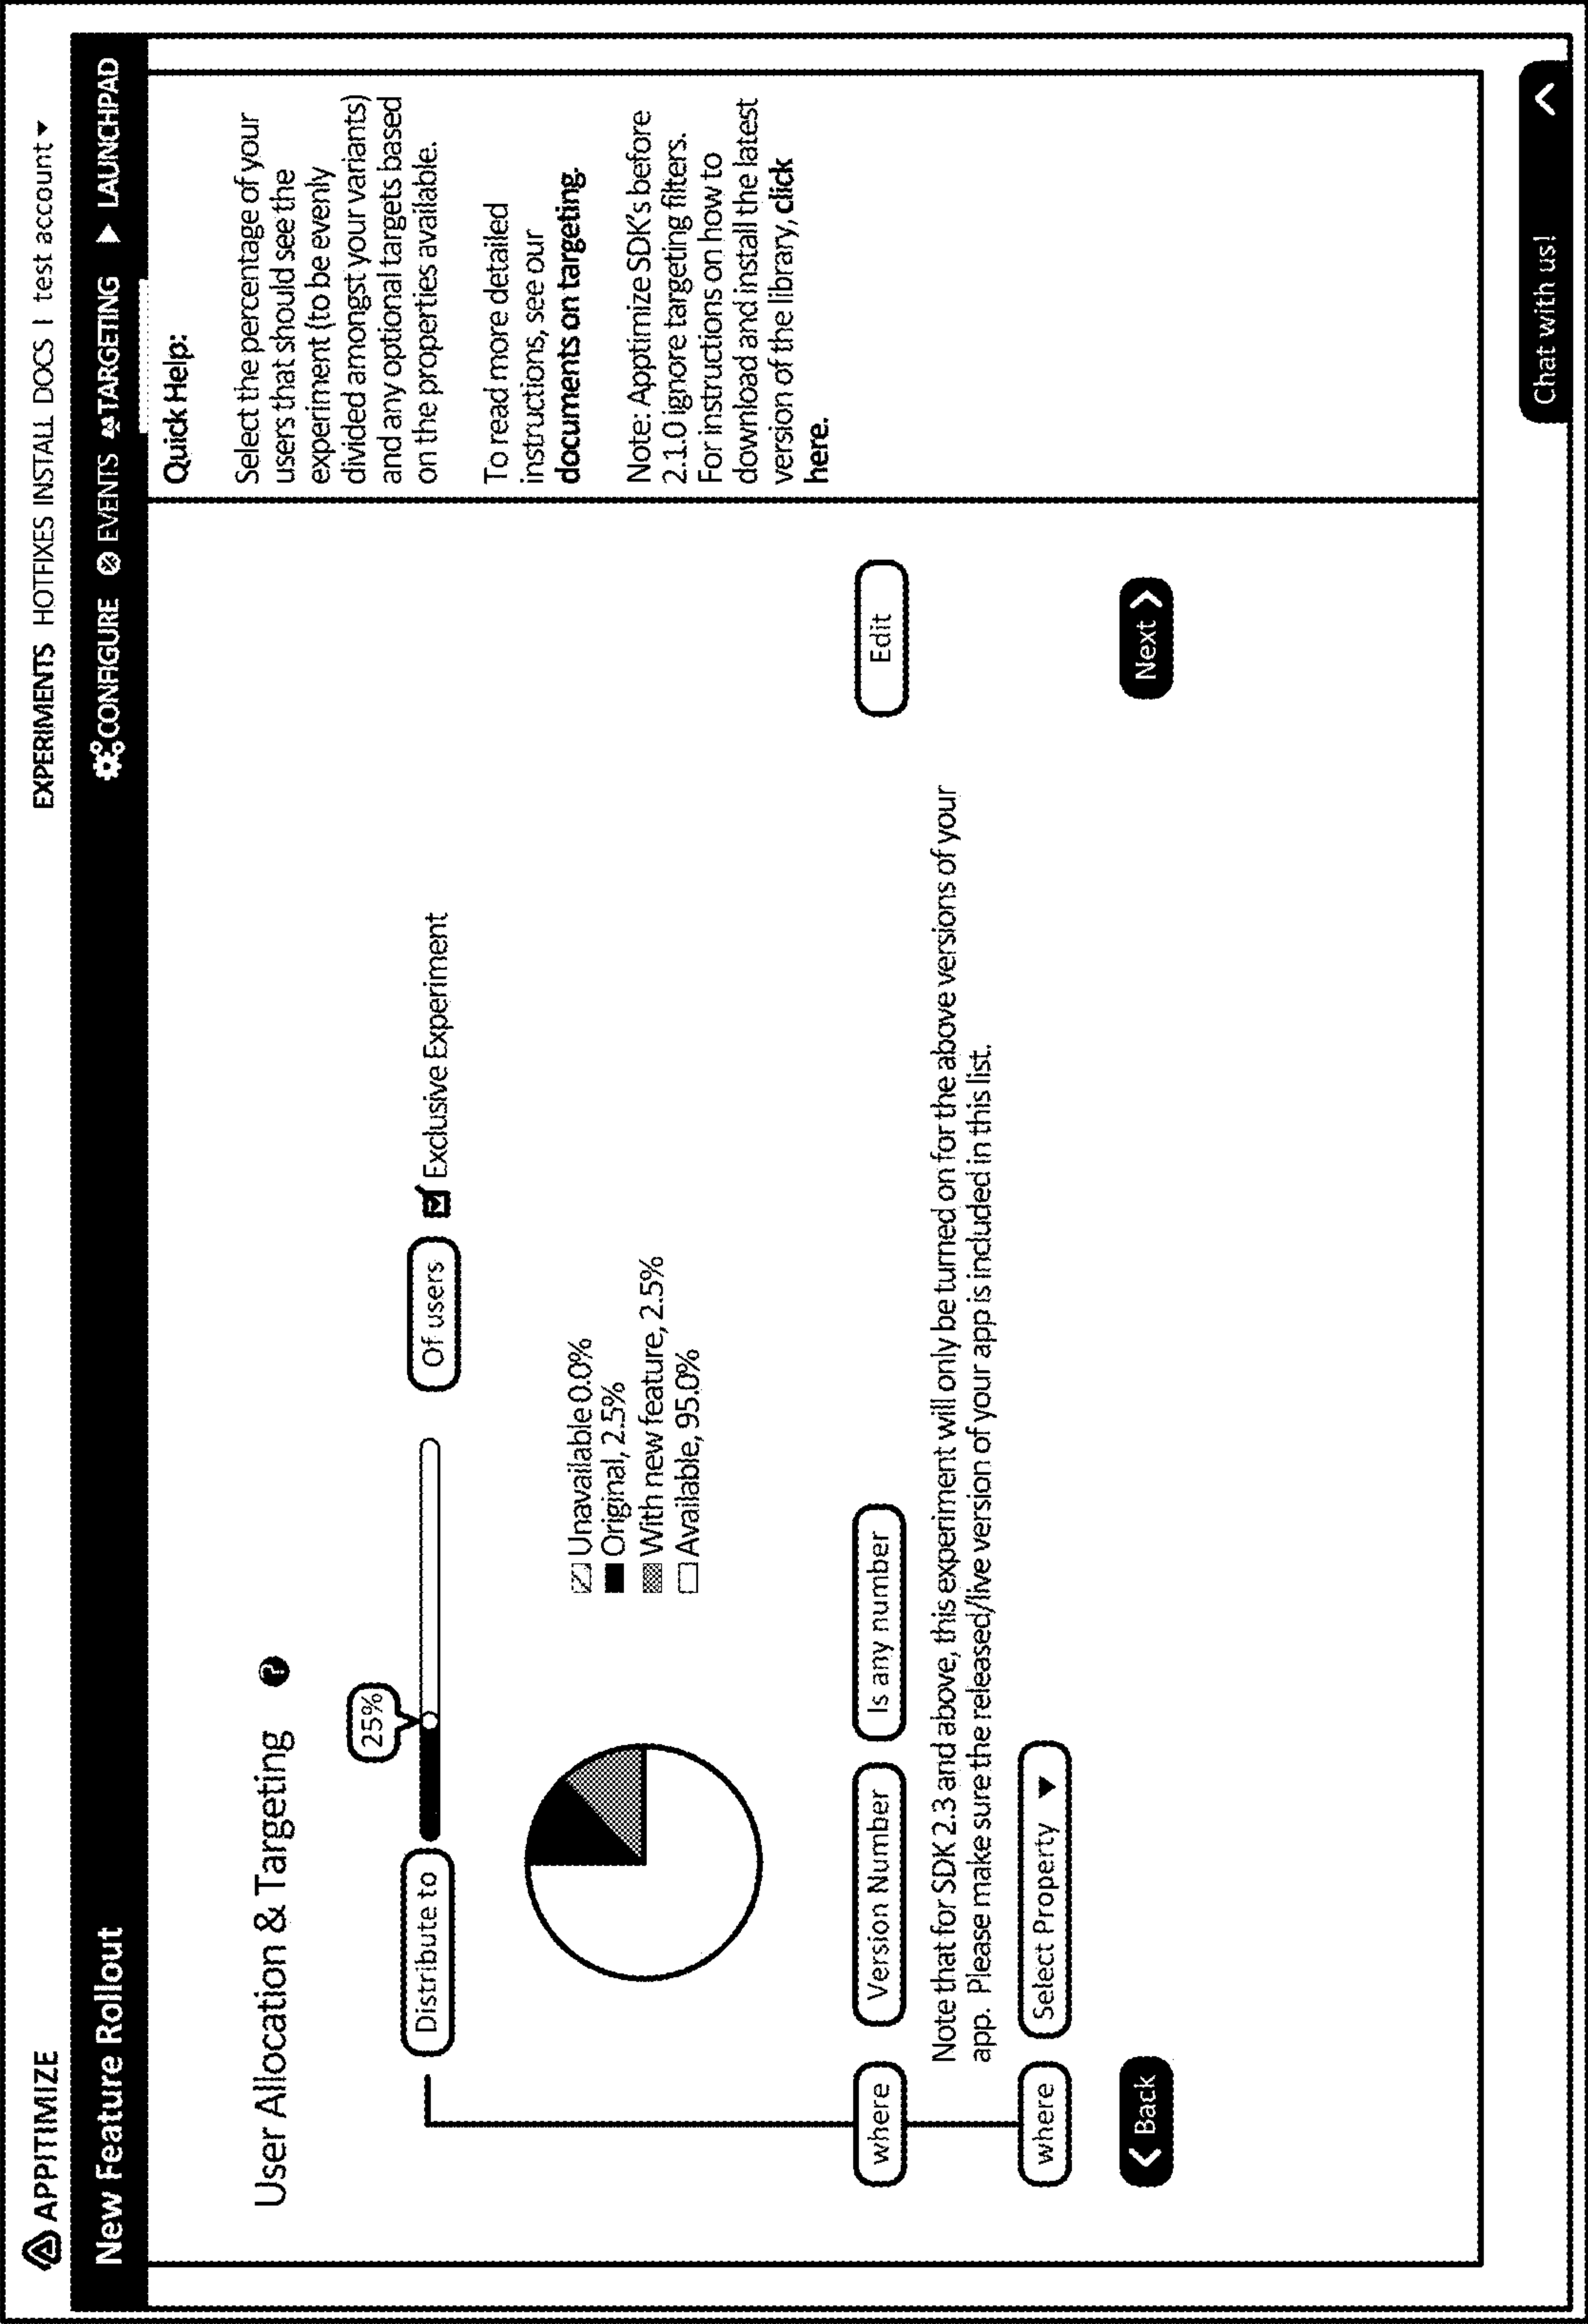 APPITIMIZE
EXPERIMENTS HOTFIXES INSTALL DOCS | test account
New Feature Rollout
CONFIGURE EVENTS TARGETING LAUNCHPAD
User Allocation & Targeting ?
25%
Distribute to
Of users
Exclusive Experiment
Unavailable 0.0%
Original, 2.5%
With new feature, 2.5%
Available, 95.0%
where
Version Number
Is any number
Edit
Note that for SDK 2.3 and above, this experiment will only be turned on for the above versions of your
app. Please make sure the released/live version of your app is included in this list.
where
Select Property
Back
Next
Quick Help:
Select the percentage of your
users that should see the
experiment (to be evenly
divided amongst your variants)
and any optional targets based
on the properties available.
To read more detailed
instructions, see our
documents on targeting.
Note: Apptimize SDK's before
2.1.0 ignore targeting filters.
For instructions on how to
download and install the latest
version of the library, click
here.
Chat with us!